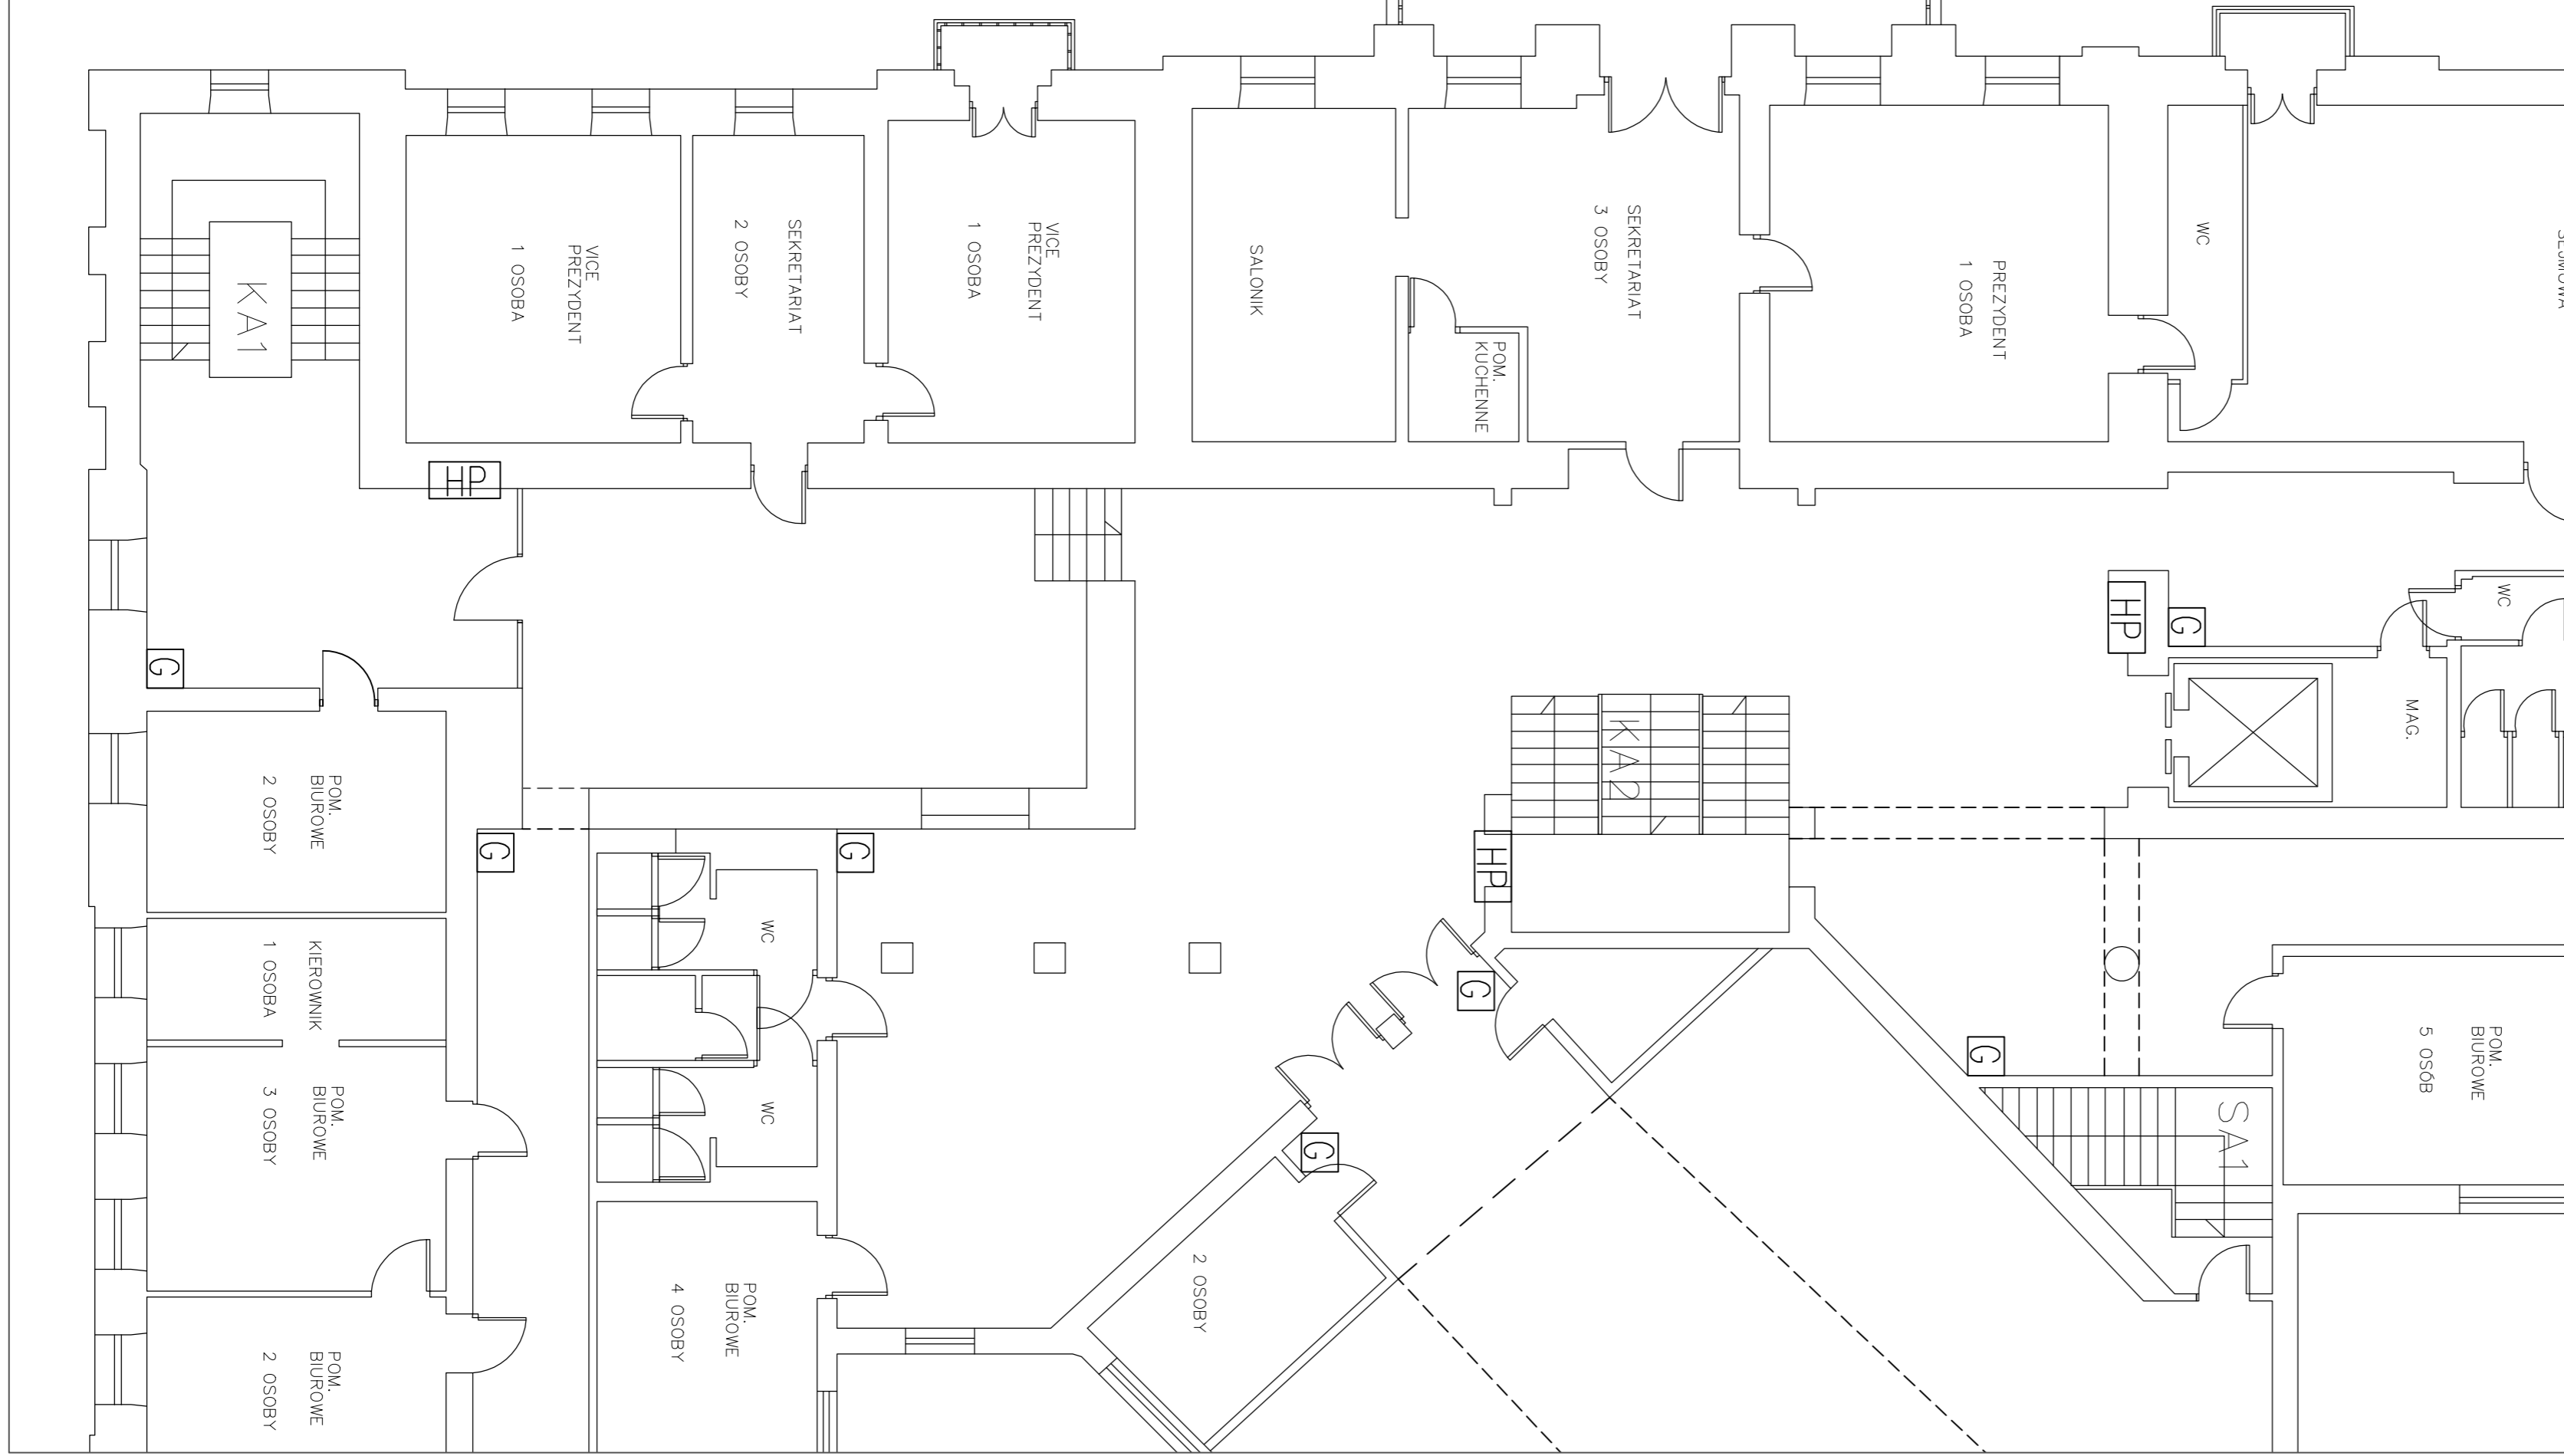 KA1
VICE
PREZYDENT
1 OSOBA
SEKRETARIAT
2 OSOBY
VICE
PREZYDENT
1 OSOBA
SALONIK
SEKRETARIAT
3 OSOBY
POM.
KUCHENNE
PREZYDENT
1 OSOBA
WC
HP
HP
G
WC
MAG.
G
POM.
BIUROWE
2 OSOBY
KA2
HP
G
G
WC
G
KIEROWNIK
1 OSOBA
POM.
BIUROWE
3 OSOBY
WC
G
G
SA1
POM.
BIUROWE
5 OSÓB
POM.
BIUROWE
2 OSOBY
POM.
BIUROWE
4 OSOBY
2 OSOBY